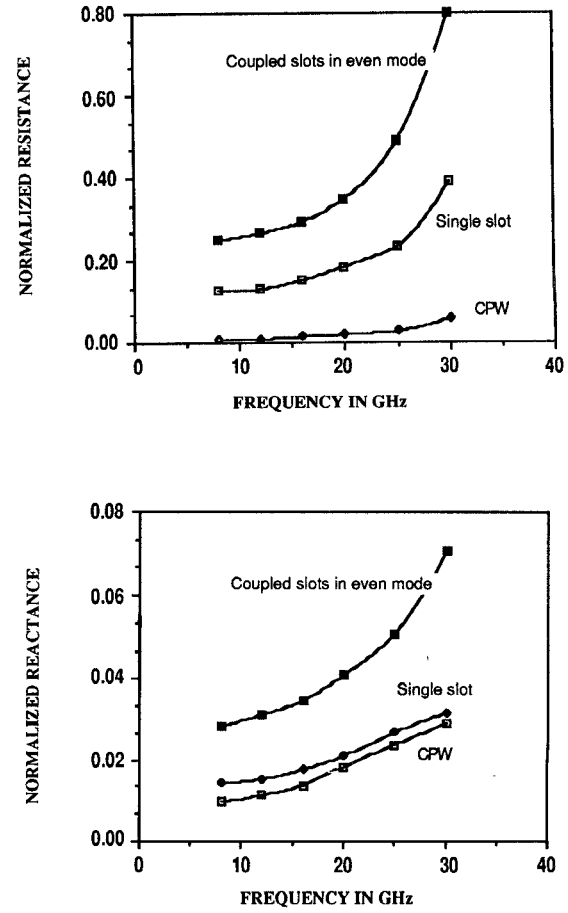 0.80
Coupled slots in even mode
0.60
NORMALIZED RESISTANCE
0.40
Single slot
0.20
CPW
0.00
0 10 20 30 40
FREQUENCY IN GHz
0.08
Coupled slots in even mode
0.06
NORMALIZED REACTANCE
0.04
Single slot
0.02
CPW
0.00
0 10 20 30 40
FREQUENCY IN GHz